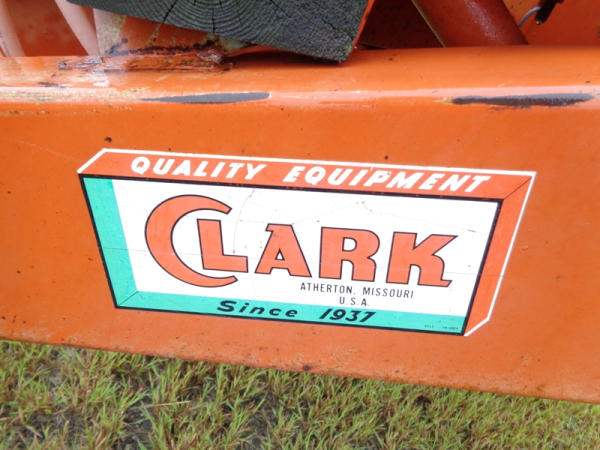 QUALITY EQUIPMENT
CLARK
ATHERTON, MISSOURI
U.S.A.
Since 1937